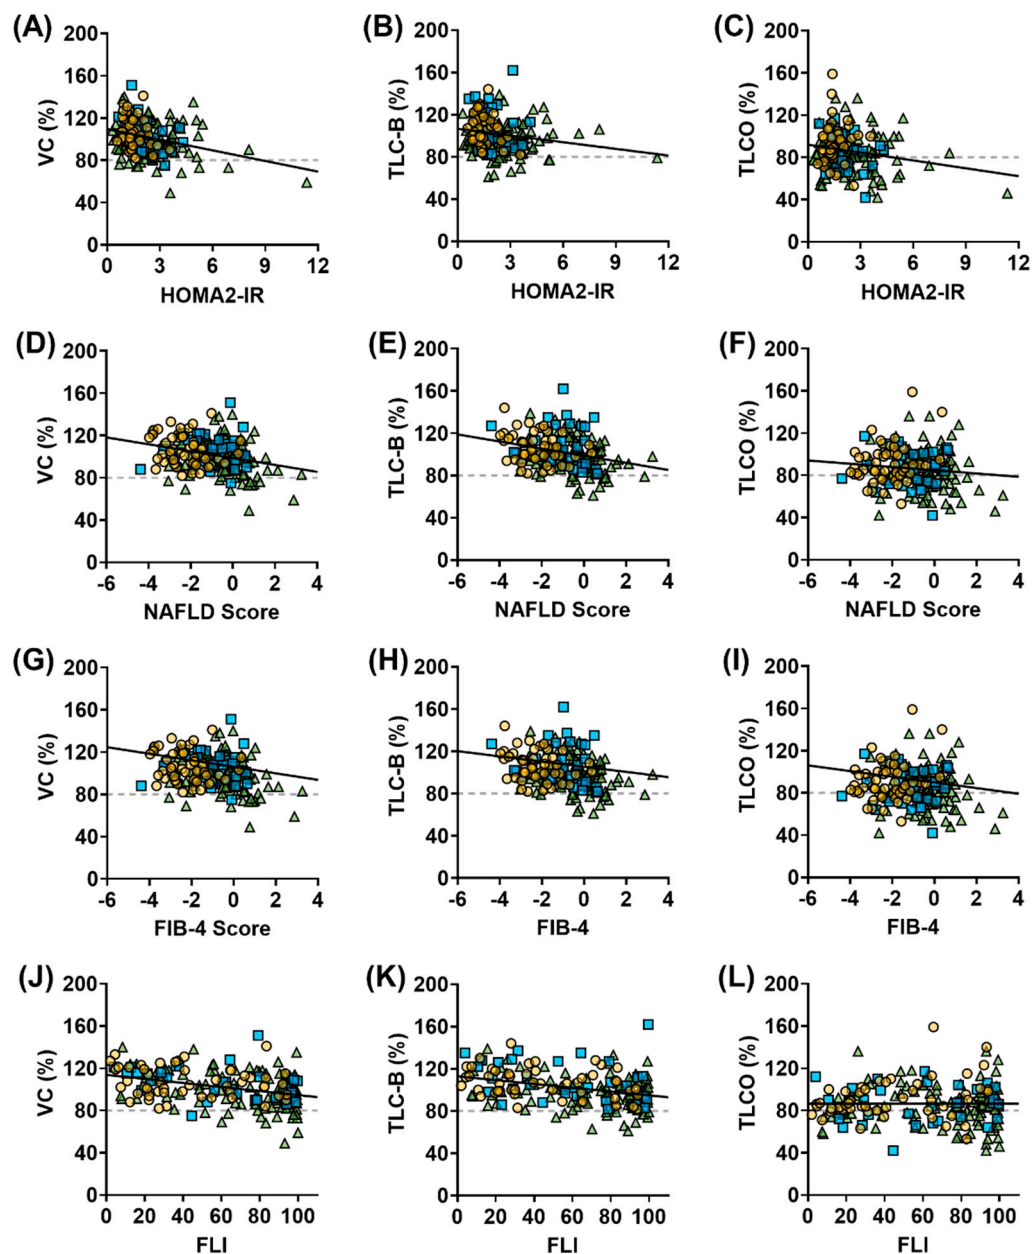 (A) (B) (C)
VC (%) TLC-B (%) TLCO (%)
200 200 200
160 160 160
120 120 120
80 80 80
40 40 40
0 0 0
0 3 6 9 12 0 3 6 9 12 0 3 6 9 12
HOMA2-IR HOMA2-IR HOMA2-IR
(D) (E) (F)
VC (%) TLC-B (%) TLCO (%)
200 200 200
160 160 160
120 120 120
80 80 80
40 40 40
0 0 0
-6 -4 -2 0 2 4 -6 -4 -2 0 2 4 -6 -4 -2 0 2 4
NAFLD Score NAFLD Score NAFLD Score
(G) (H) (I)
VC (%) TLC-B (%) TLCO (%)
200 200 200
160 160 160
120 120 120
80 80 80
40 40 40
0 0 0
-6 -4 -2 0 2 4 -6 -4 -2 0 2 4 -6 -4 -2 0 2 4
FIB-4 Score FIB-4 FIB-4
(J) (K) (L)
VC (%) TLC-B (%) TLCO (%)
200 200 200
160 160 160
120 120 120
80 80 80
40 40 40
0 0 0
0 20 40 60 80 100 0 20 40 60 80 100 0 20 40 60 80 100
FLI FLI FLI